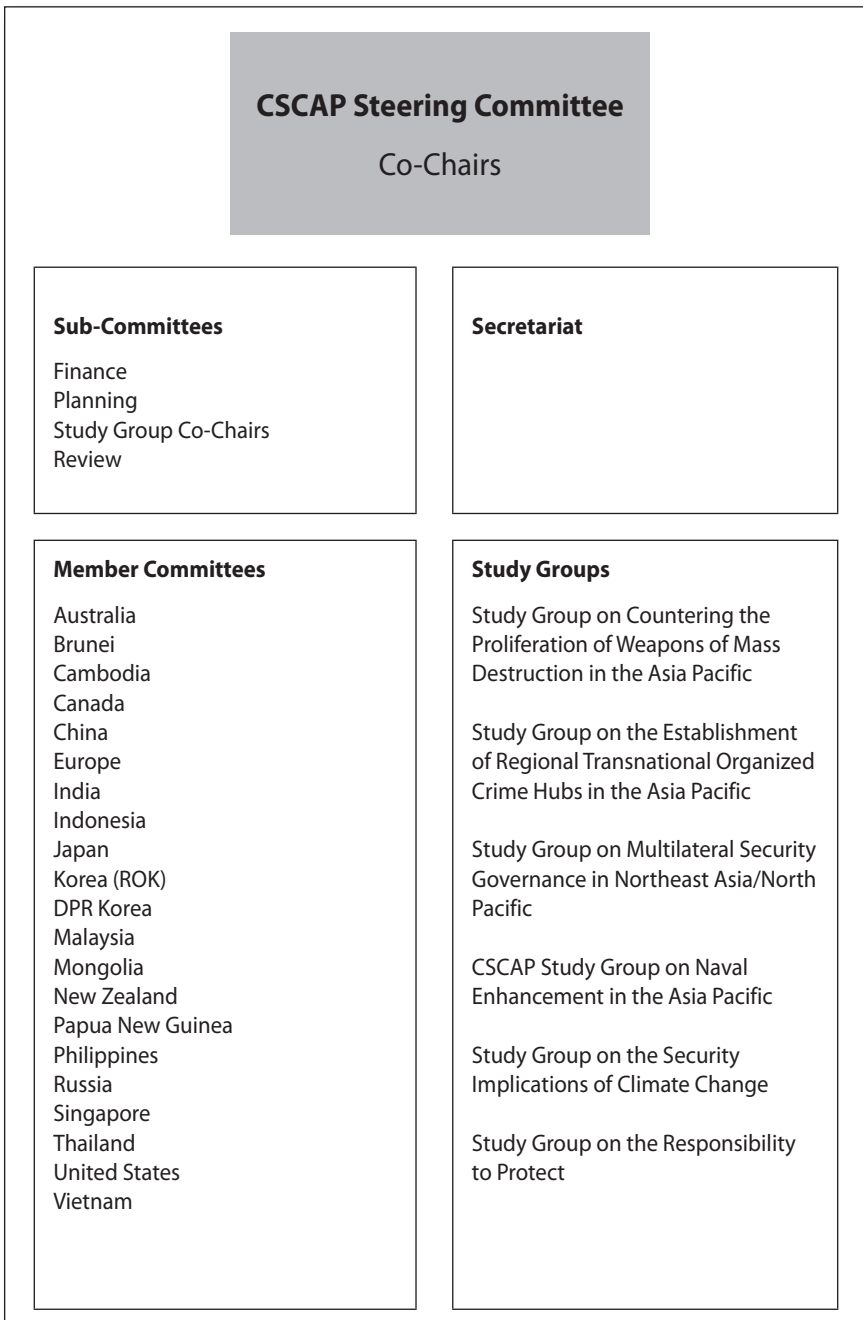 CSCAP Steering Committee
Co-Chairs
Sub-Committees
Finance
Planning
Study Group Co-Chairs
Review
Secretariat
Member Committees
Australia
Brunei
Cambodia
Canada
China
Europe
India
Indonesia
Japan
Korea (ROK)
DPR Korea
Malaysia
Mongolia
New Zealand
Papua New Guinea
Philippines
Russia
Singapore
Thailand
United States
Vietnam
Study Groups
Study Group on Countering the
Proliferation of Weapons of Mass
Destruction in the Asia Pacific
Study Group on the Establishment
of Regional Transnational Organized
Crime Hubs in the Asia Pacific
Study Group on Multilateral Security
Governance in Northeast Asia/North
Pacific
CSCAP Study Group on Naval
Enhancement in the Asia Pacific
Study Group on the Security
Implications of Climate Change
Study Group on the Responsibility
to Protect